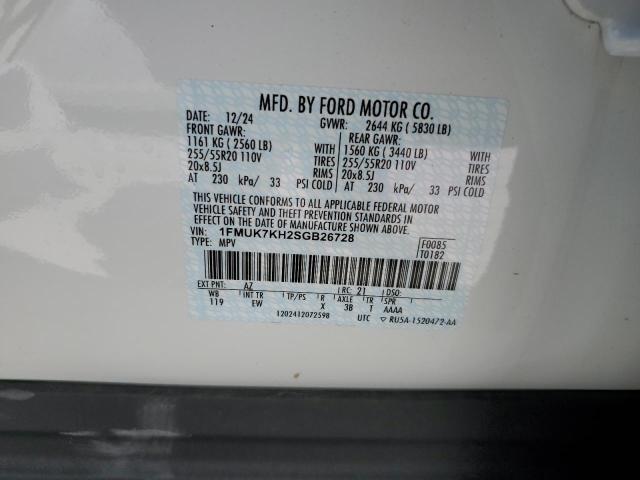 MFD. BY FORD MOTOR CO.
DATE: 12/24 GVWR: 2644 KG ( 5830 LB)
FRONT GAWR: REAR GAWR:
1161 KG ( 2560 LB) WITH 1560 KG ( 3440 LB) WITH
255/55R20 110V TIRES 255/55R20 110V TIRES
20x8.5J RIMS 20x8.5J RIMS
AT 230 kPa/ 33 PSI COLD AT 230 kPa/ 33 PSI COLD
THIS VEHICLE CONFORMS TO ALL APPLICABLE FEDERAL MOTOR
VEHICLE SAFETY AND BUMPER STANDARDS AND THEFT PREVENTION STANDARDS IN
EFFECT ON THE DATE OF MANUFACTURE SHOWN ABOVE.
VIN: 1FMUK7KH2SGB26728 F0085
TYPE: MPV T0182
EXT PNT: AZ RC: 21 DSO:
WB INT TR TP/PS R AXLE TR SPR
119 EW X 3B 1 AAAA
1202412072598 UTC ▽ RU5A-1520472-AA